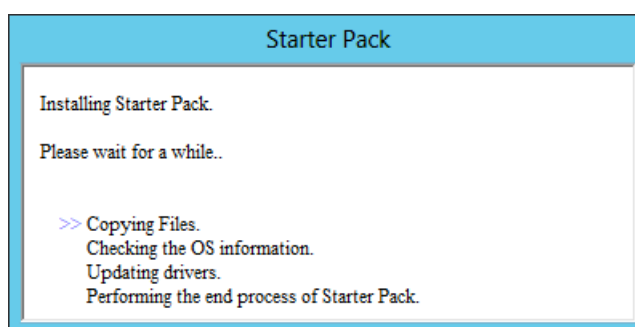 Starter Pack
Installing Starter Pack.
Please wait for a while..
>> Copying Files.
Checking the OS information.
Updating drivers.
Performing the end process of Starter Pack.